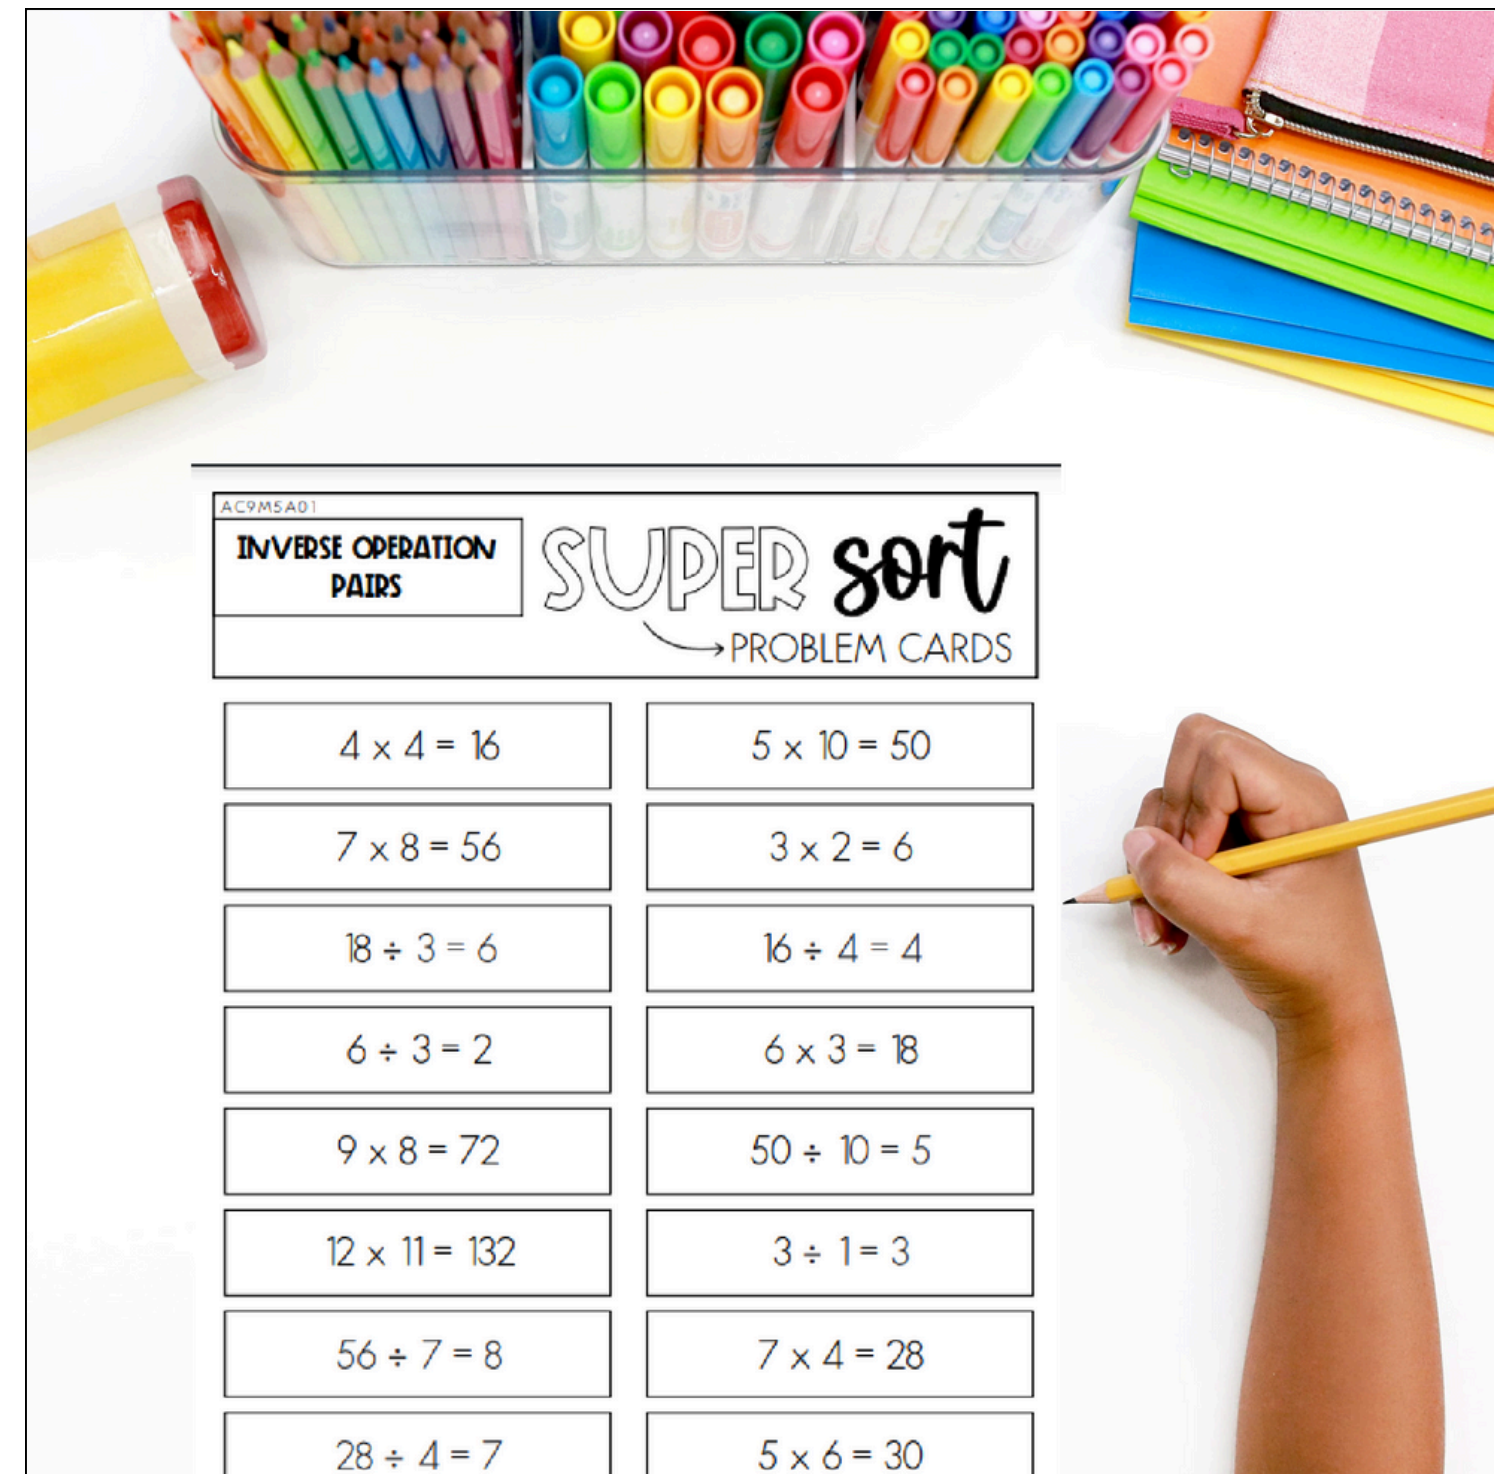 AC9M5A01
INVERSE OPERATION
PAIRS
SUPER sort
PROBLEM CARDS
4 x 4 = 16
5 x 10 = 50
7 x 8 = 56
3 x 2 = 6
18 ÷ 3 = 6
16 ÷ 4 = 4
6 ÷ 3 = 2
6 x 3 = 18
9 x 8 = 72
50 ÷ 10 = 5
12 x 11 = 132
3 ÷ 1 = 3
56 ÷ 7 = 8
7 x 4 = 28
28 ÷ 4 = 7
5 x 6 = 30